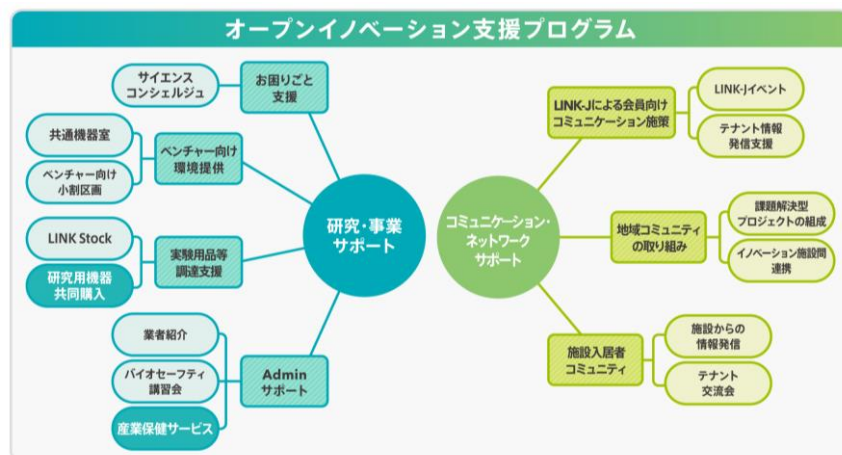 オープンイノベーション支援プログラム
サイエンス
コンシェルジュ
お困りごと
支援
共通機器室
ベンチャー向け
小割区画
ベンチャー向け
環境提供
LINK Stock
研究用機器
共同購入
実験用品等
調達支援
業者紹介
バイオセーフティ
講習会
産業保健サービス
Admin
サポート
研究・事業
サポート
コミュニケーション・
ネットワーク
サポート
LINK-Jによる会員向け
コミュニケーション施策
LINK-Jイベント
テナント情報
発信支援
地域コミュニティ
の取り組み
課題解決型
プロジェクトの組成
イノベーション施設間
連携
施設入居者
コミュニティ
施設からの
情報発信
テナント
交流会